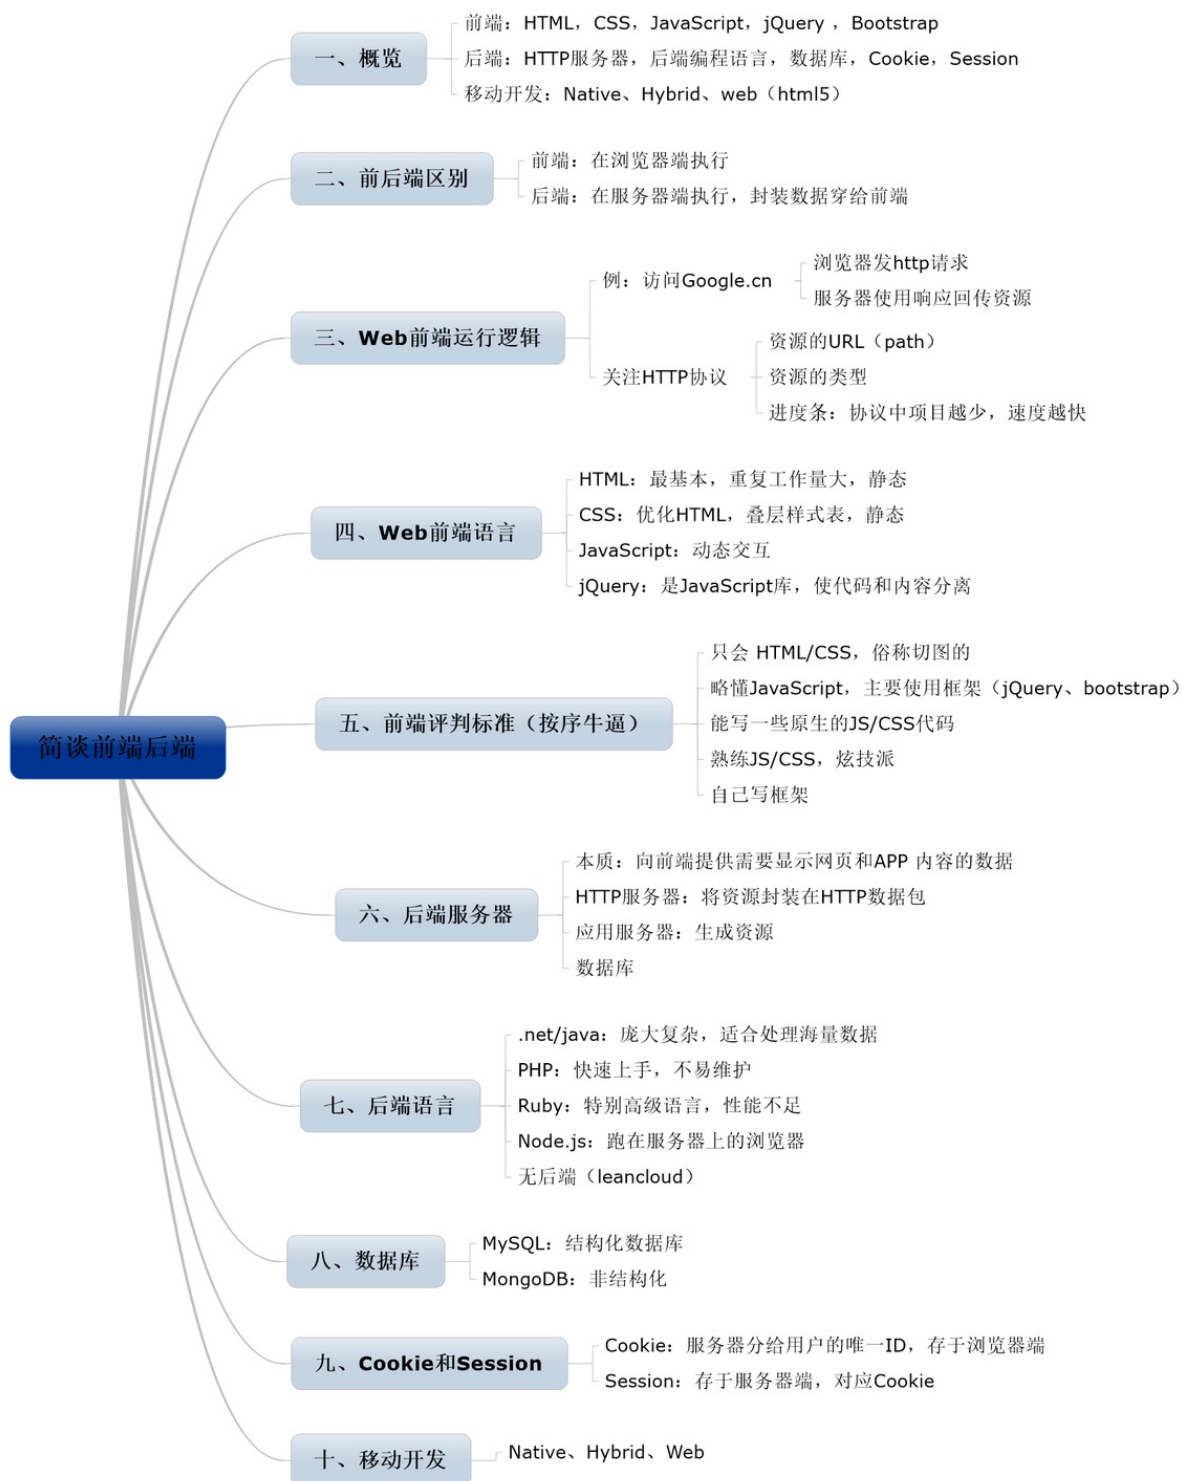 简谈前端后端
一、概览
前端：HTML，CSS，JavaScript，jQuery ，Bootstrap
后端：HTTP服务器，后端编程语言，数据库，Cookie，Session
移动开发：Native、Hybrid、web（html5）
二、前后端区别
前端：在浏览器端执行
后端：在服务器端执行，封装数据穿给前端
三、Web前端运行逻辑
例：访问Google.cn
浏览器发http请求
服务器使用响应回传资源
关注HTTP协议
资源的URL（path）
资源的类型
进度条：协议中项目越少，速度越快
四、Web前端语言
HTML：最基本，重复工作量大，静态
CSS：优化HTML，叠层样式表，静态
JavaScript：动态交互
jQuery：是JavaScript库，使代码和内容分离
五、前端评判标准（按序牛逼）
只会 HTML/CSS，俗称切图的
略懂JavaScript，主要使用框架（jQuery、bootstrap）
能写一些原生的JS/CSS代码
熟练JS/CSS，炫技派
自己写框架
六、后端服务器
本质：向前端提供需要显示网页和APP 内容的数据
HTTP服务器：将资源封装在HTTP数据包
应用服务器：生成资源
数据库
七、后端语言
.net/java：庞大复杂，适合处理海量数据
PHP：快速上手，不易维护
Ruby：特别高级语言，性能不足
Node.js：跑在服务器上的浏览器
无后端（leancloud）
八、数据库
MySQL：结构化数据库
MongoDB：非结构化
九、Cookie和Session
Cookie：服务器分给用户的唯一ID，存于浏览器端
Session：存于服务器端，对应Cookie
十、移动开发
Native、Hybrid、Web